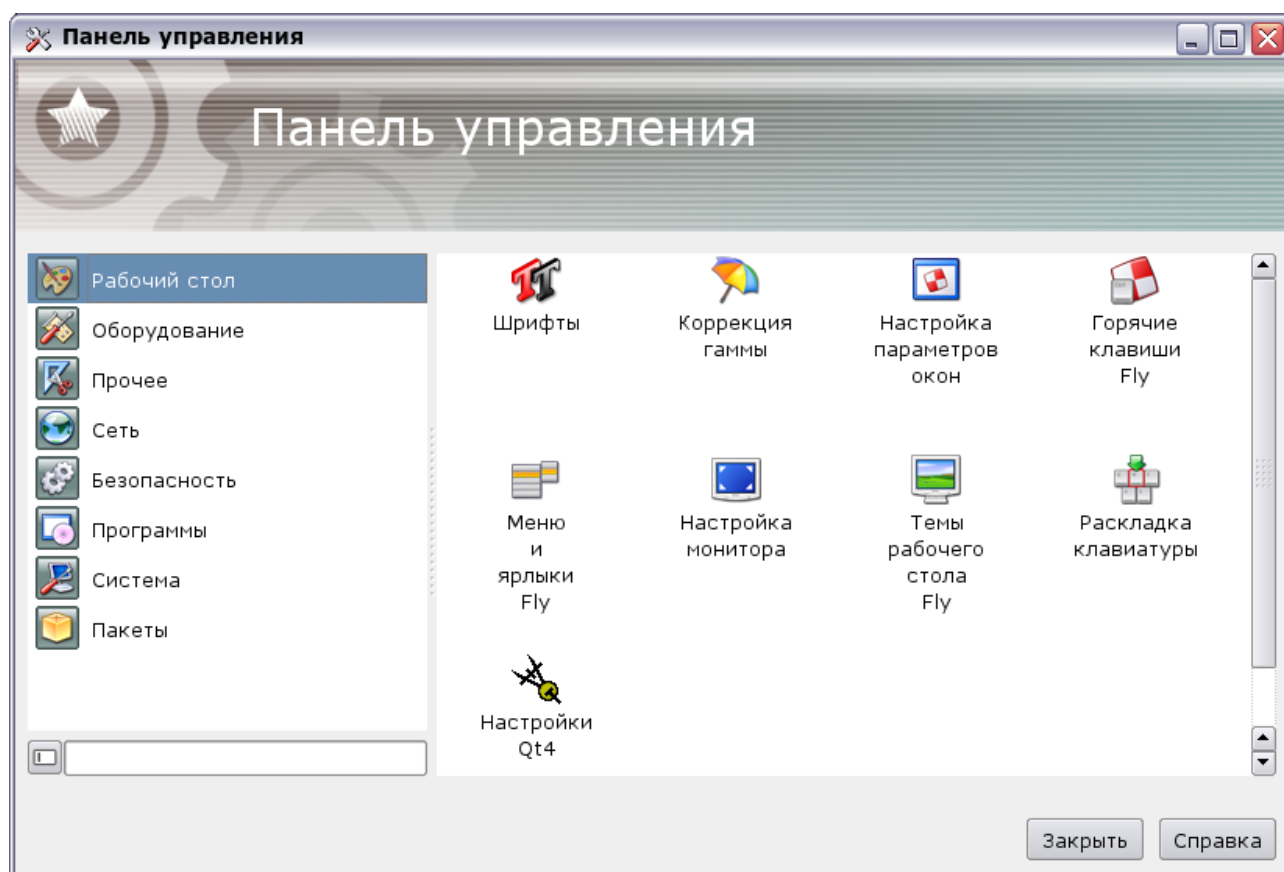 Панель управления
Панель управления
Рабочий стол
Оборудование
Прочее
Сеть
Безопасность
Программы
Система
Пакеты
Шрифты
Коррекция
гаммы
Настройка
параметров
окон
Горячие
клавиши
Fly
Меню
и
ярлыки
Fly
Настройка
монитора
Темы
рабочего
стола
Fly
Раскладка
клавиатуры
Настройки
Qt4
Закрыть
Справка